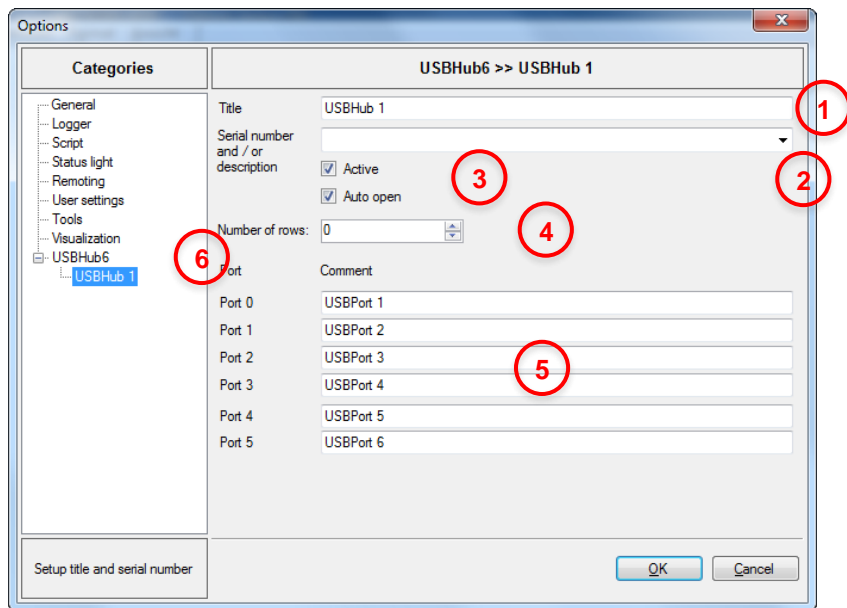 Options
Categories
USBHub6 >> USBHub 1
General
Logger
Script
Status light
Remoting
User settings
Tools
Visualization
USBHub6
USBHub 1
6
Title
USBHub 1
1
Serial number
and / or
description
2
Active
Auto open
3
Number of rows:
0
4
Port
Comment
Port 0
USBPort 1
Port 1
USBPort 2
Port 2
USBPort 3
5
Port 3
USBPort 4
Port 4
USBPort 5
Port 5
USBPort 6
Setup title and serial number
OK
Cancel